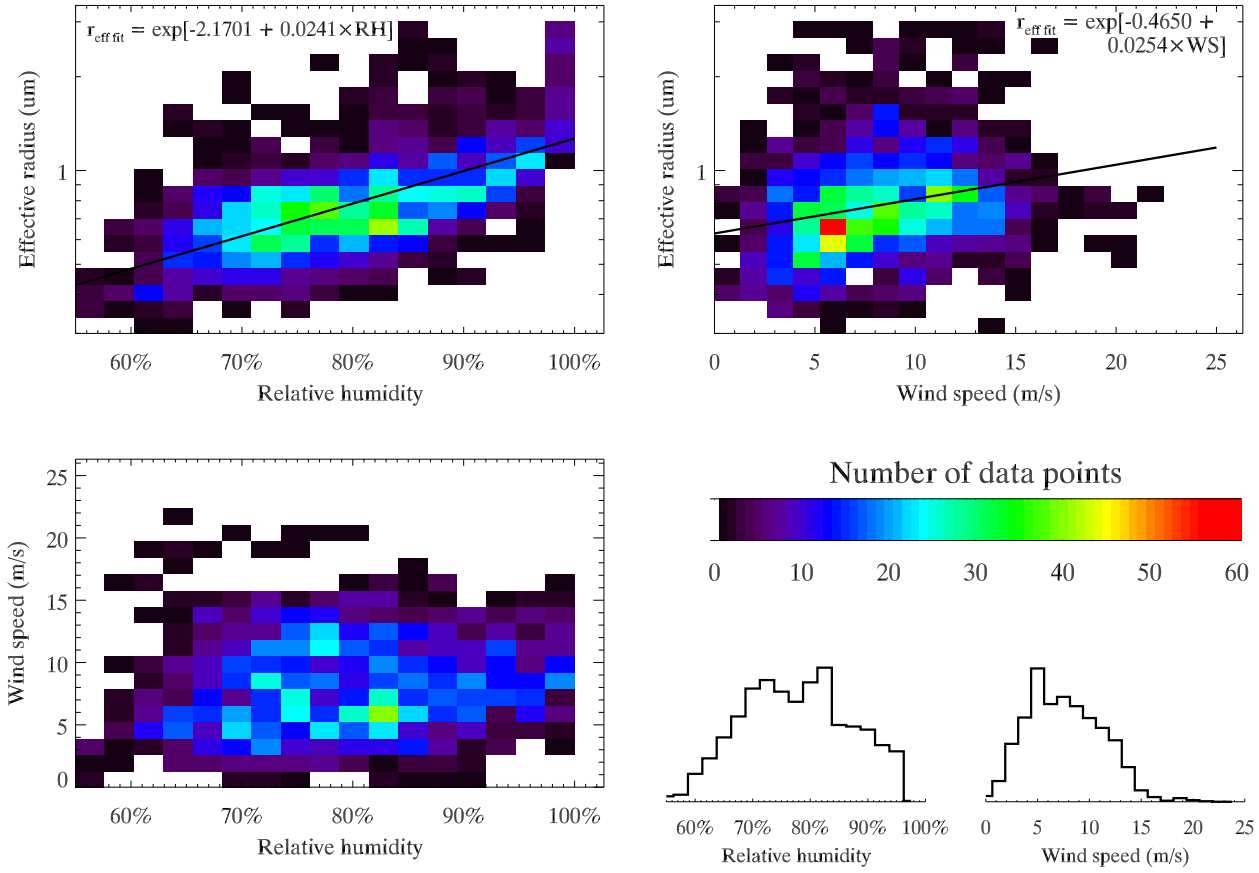 r_eff fit = exp[-2.1701 + 0.0241×RH]
Effective radius (um)
1
60% 70% 80% 90% 100%
Relative humidity
r_eff fit = exp[-0.4650 +
0.0254×WS]
Effective radius (um)
1
0 5 10 15 20 25
Wind speed (m/s)
25
20
15
10
5
0
Wind speed (m/s)
60% 70% 80% 90% 100%
Relative humidity
Number of data points
0 10 20 30 40 50 60
60% 70% 80% 90% 100%
Relative humidity
0 5 10 15 20 25
Wind speed (m/s)